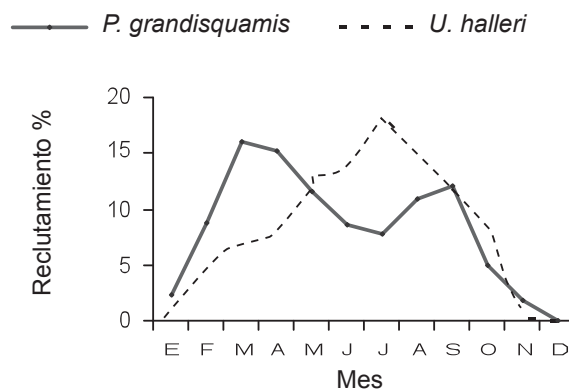 P. grandisquamis U. halleri
20
15
10
5
0
Reclutamiento %
E F M A M J J A S O N D
Mes